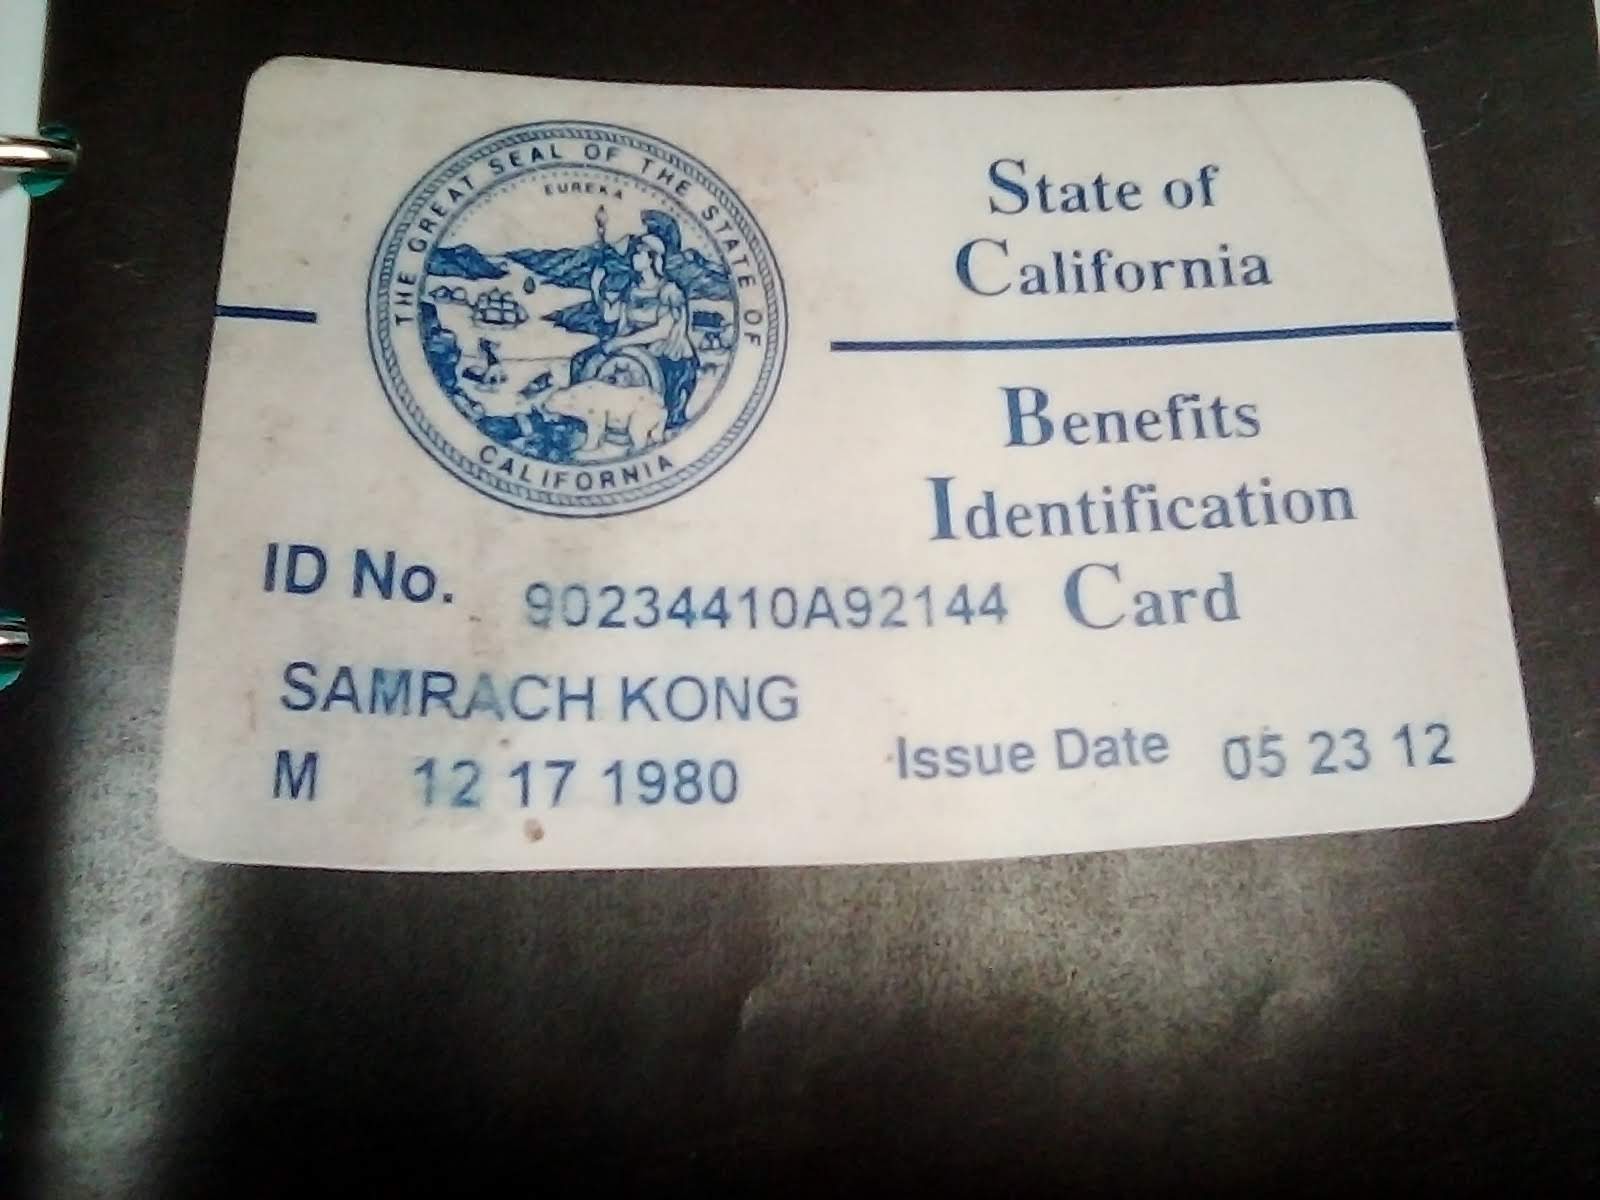 THE GREAT SEAL OF THE STATE OF
EUREKA
CALIFORNIA
State of
California
Benefits
Identification
Card
ID No. 90234410A92144
SAMRACH KONG
M 12 17 1980
Issue Date 05 23 12